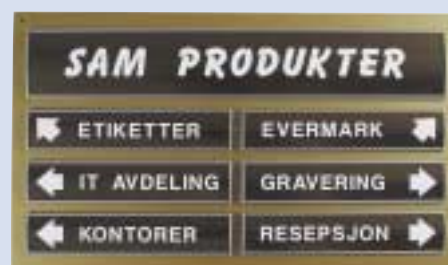 SAM PRODUKTER
ETIKETTER EVERMARK
IT AVDELING GRAVERING
KONTORER RESEPSJON